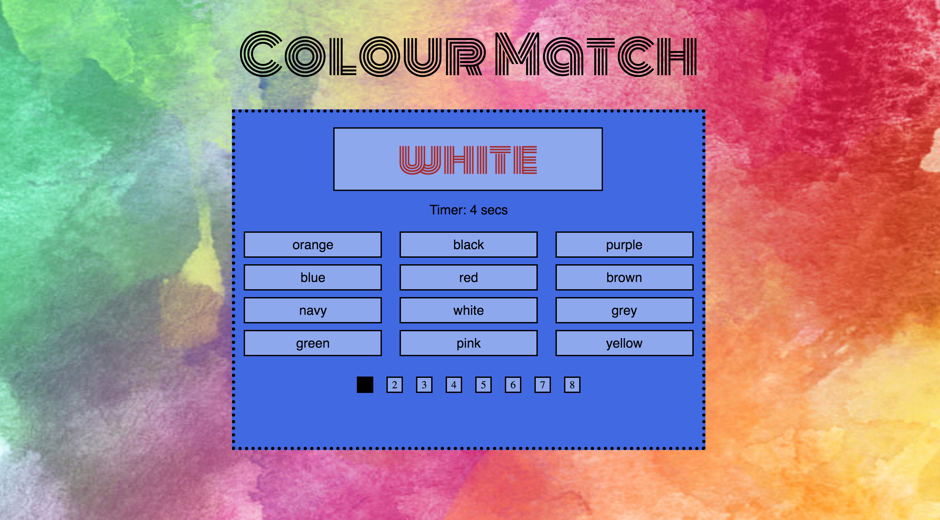 Colour Match
WHITE
Timer: 4 secs
orange black purple
blue red brown
navy white grey
green pink yellow
2 3 4 5 6 7 8